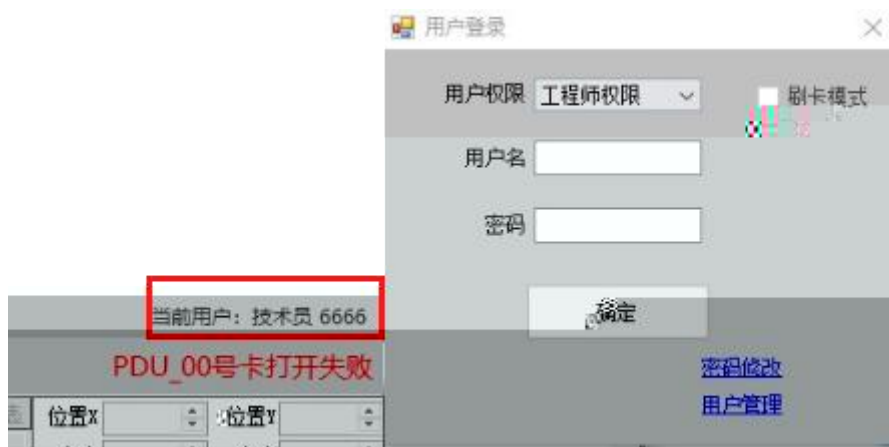 用户登录
用户权限 工程师权限 刷卡模式
用户名
密码
确定
当前用户：技术员 6666
PDU_00号卡打开失败
密码修改
用户管理
位置X 位置Y